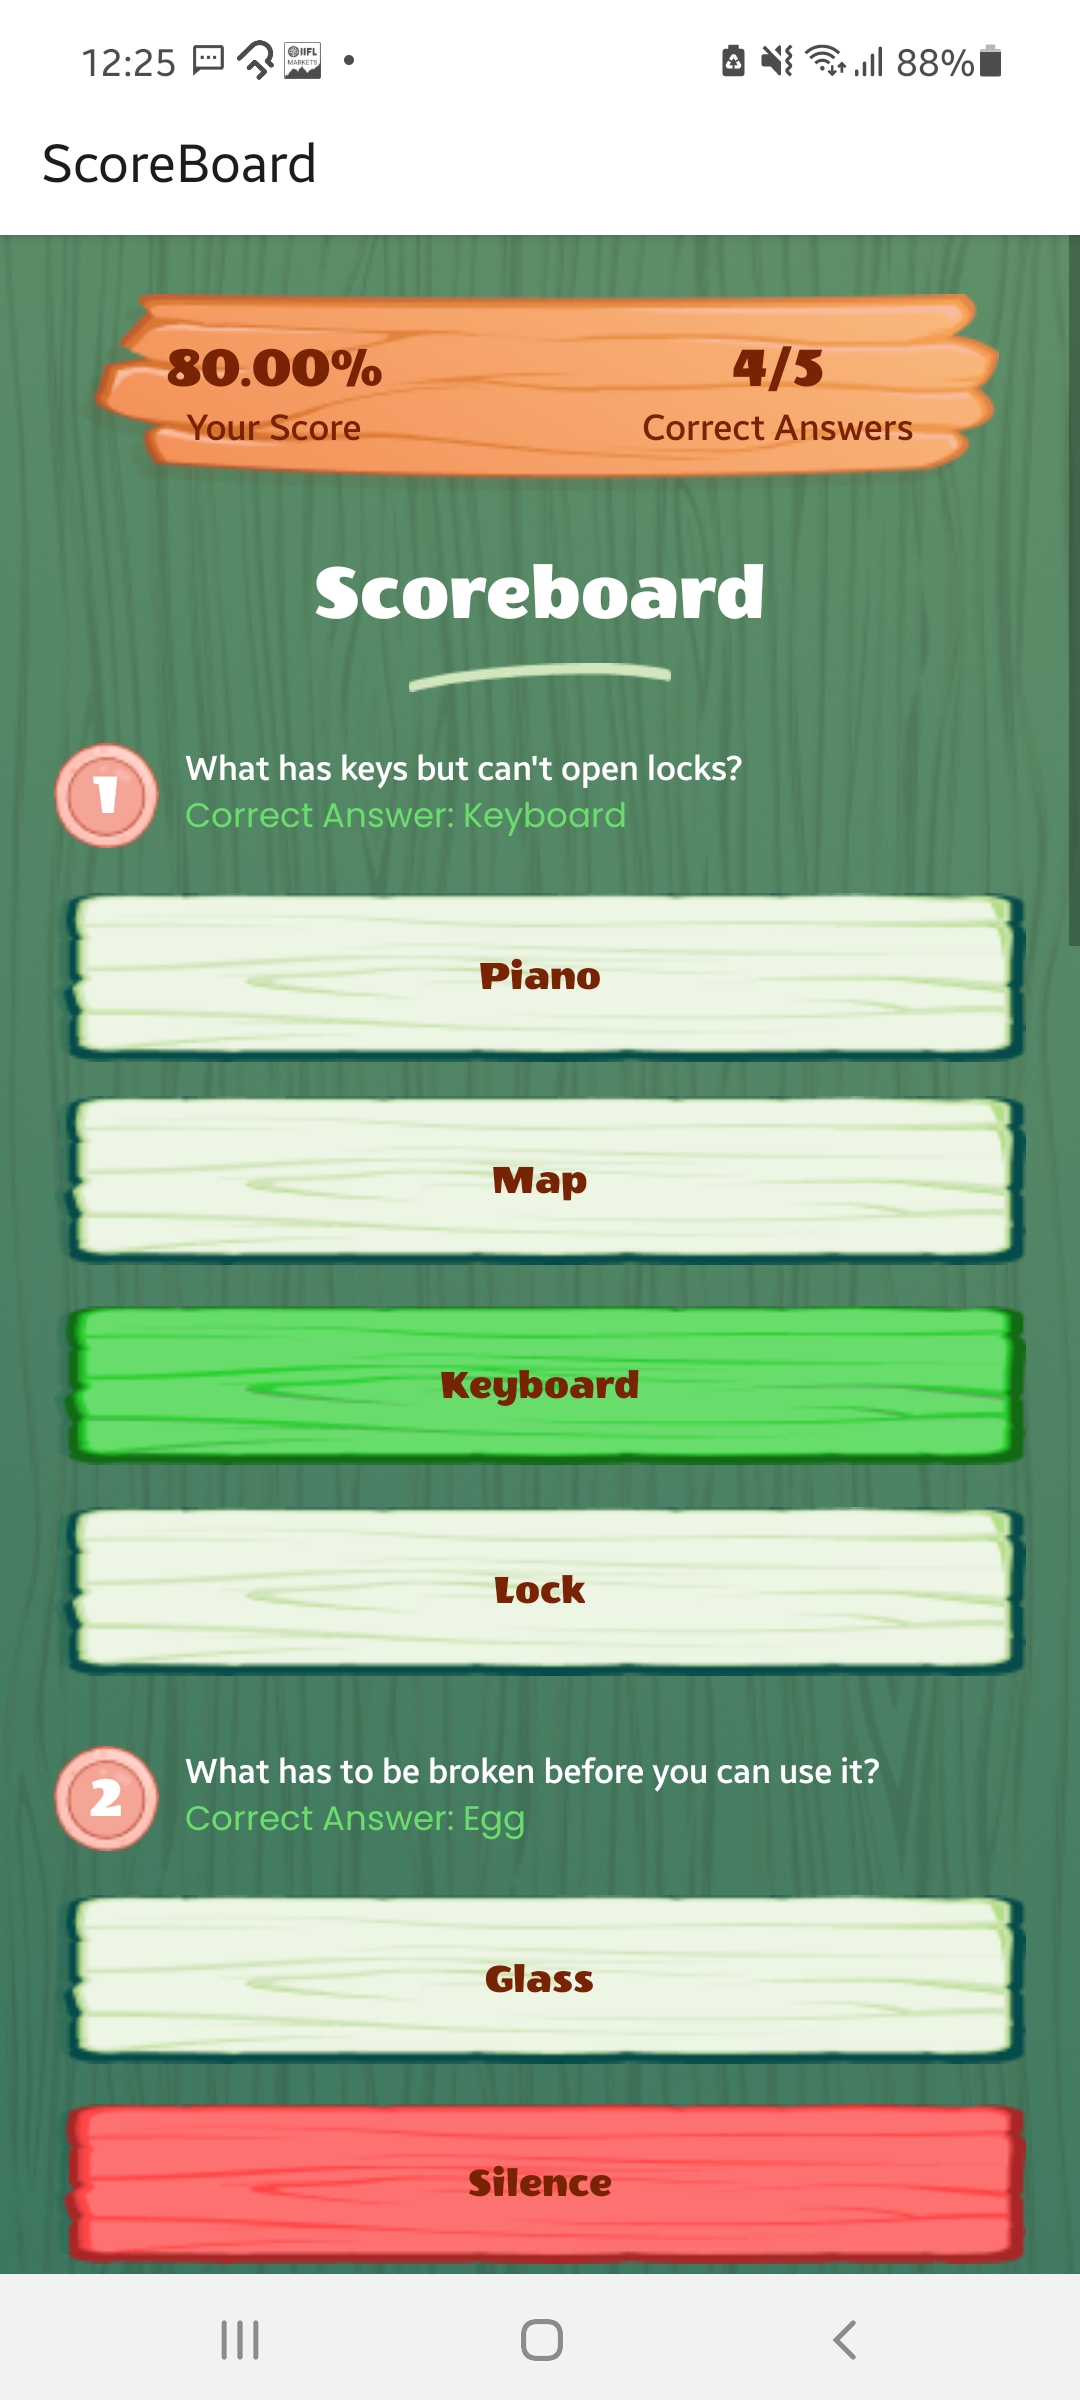 12:25
IIFL
MARKETS
88%
ScoreBoard
80.00%
4/5
Your Score
Correct Answers
Scoreboard
1
What has keys but can't open locks?
Correct Answer: Keyboard
Piano
Map
Keyboard
Lock
2
What has to be broken before you can use it?
Correct Answer: Egg
Glass
Silence